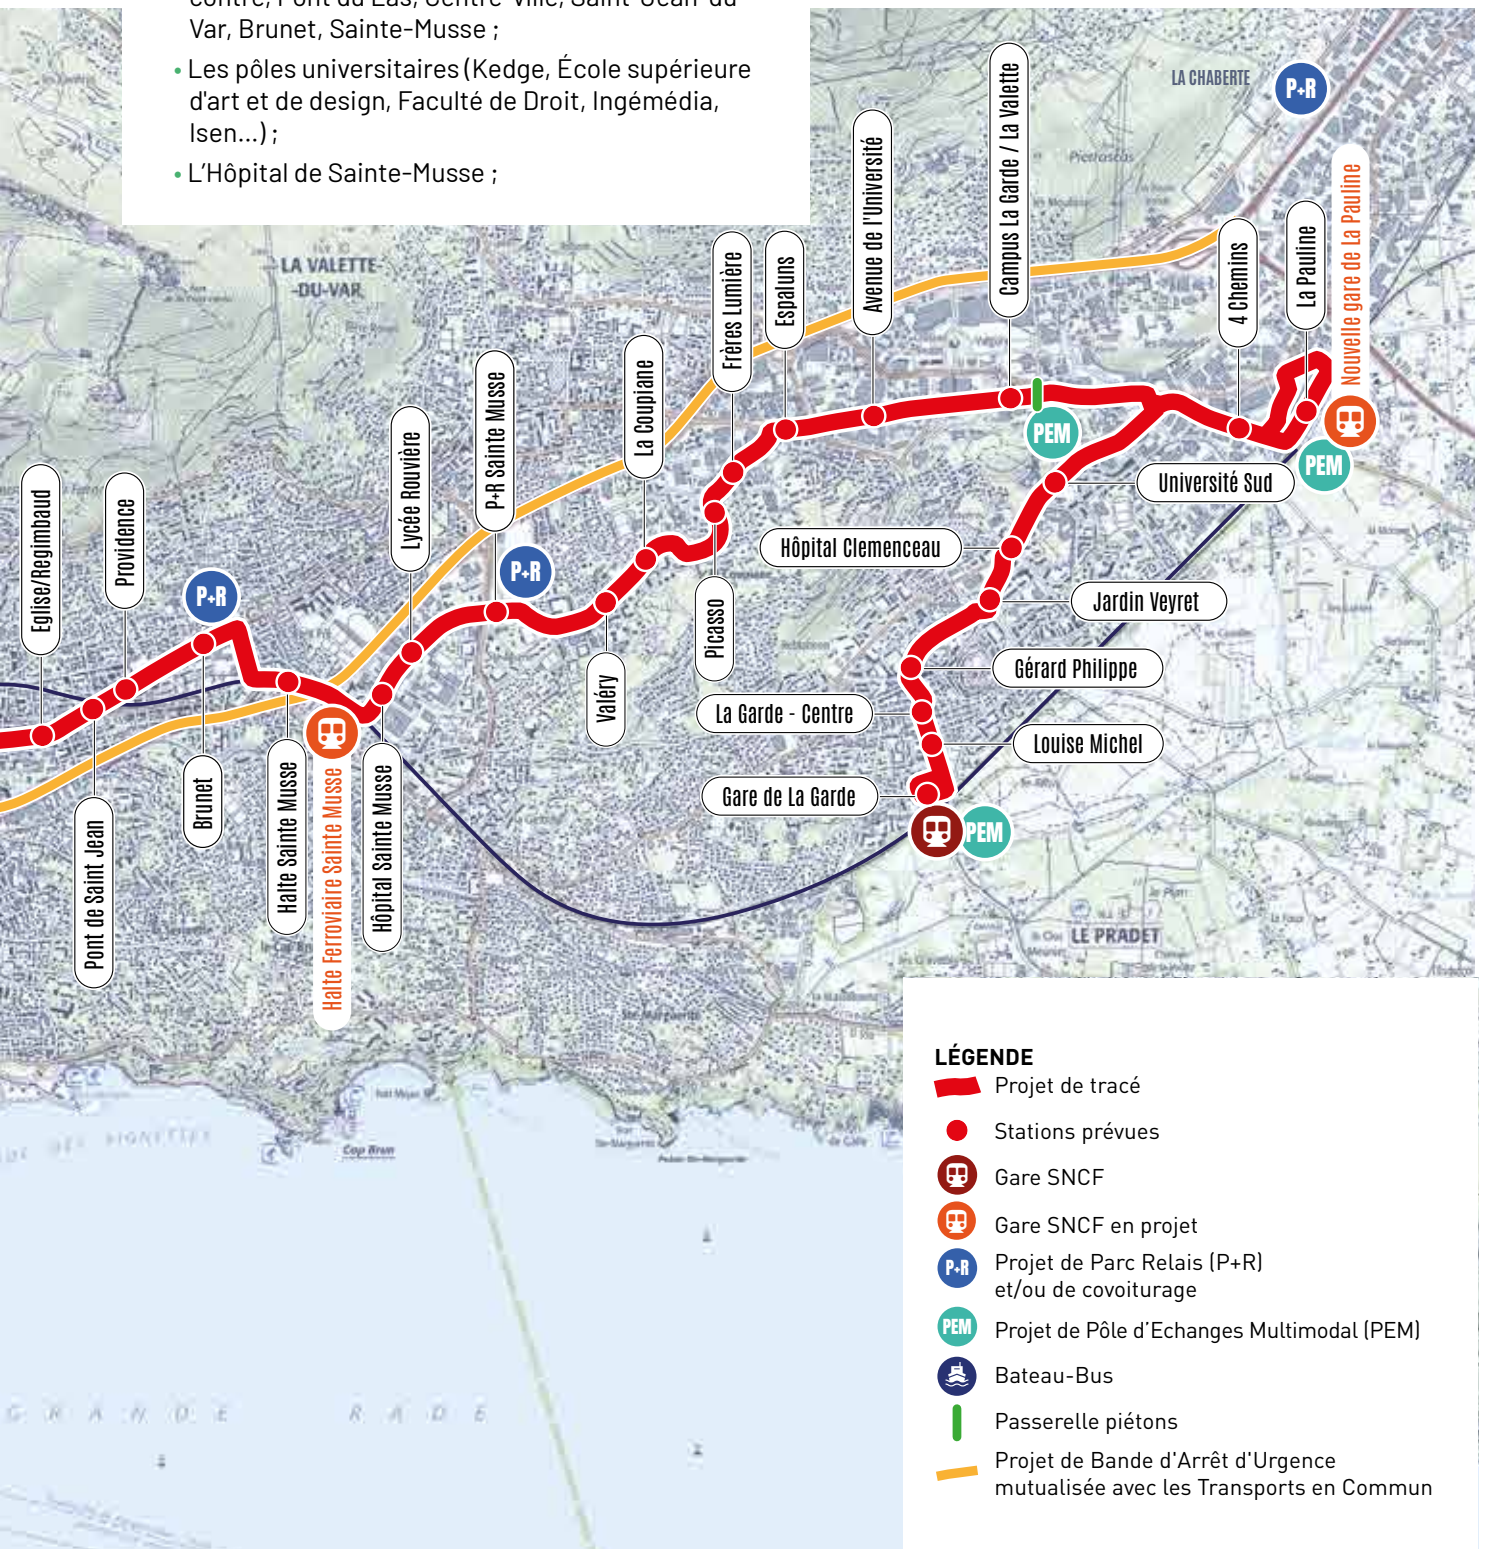 contre, Pont du Las, Centre-Ville, Saint-Jean-du-
Var, Brunet, Sainte-Musse ;
• Les pôles universitaires (Kedge, École supérieure
d'art et de design, Faculté de Droit, Ingémédia,
Isen...) ;
• L'Hôpital de Sainte-Musse ;
LA CHABERTE
P+R
Pierrascas
LA VALETTE-
-DU-VAR
Eglise/Regimbaud
Pont de Saint Jean
Providence
P+R
Brunet
Halte Sainte Musse
Halte Ferroviaire Sainte Musse
Hôpital Sainte Musse
Lycée Rouvière
P+R Sainte Musse
P+R
Valéry
La Coupiane
Picasso
Frères Lumière
Espaluns
Avenue de l'Université
Campus La Garde / La Valette
PEM
4 Chemins
La Pauline
Nouvelle gare de La Pauline
PEM
Université Sud
Hôpital Clemenceau
Jardin Veyret
Gérard Philippe
La Garde - Centre
Louise Michel
Gare de La Garde
PEM
LE PRADET
Ste-Marguerite
Cap Brun
GRANDE RADE
LÉGENDE
Projet de tracé
Stations prévues
Gare SNCF
Gare SNCF en projet
P+R
Projet de Parc Relais (P+R)
et/ou de covoiturage
PEM
Projet de Pôle d'Echanges Multimodal (PEM)
Bateau-Bus
Passerelle piétons
Projet de Bande d'Arrêt d'Urgence
mutualisée avec les Transports en Commun